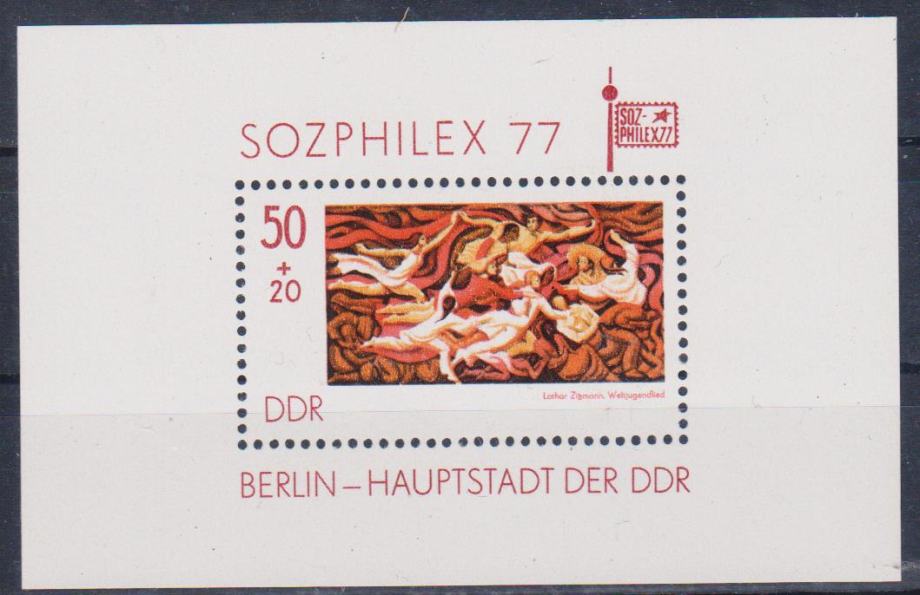 SOZPHILEX 77
SOZ-
PHILEX77
50
+
20
DDR
Lothar Zitzmann, Weltjugendlied
BERLIN – HAUPTSTADT DER DDR